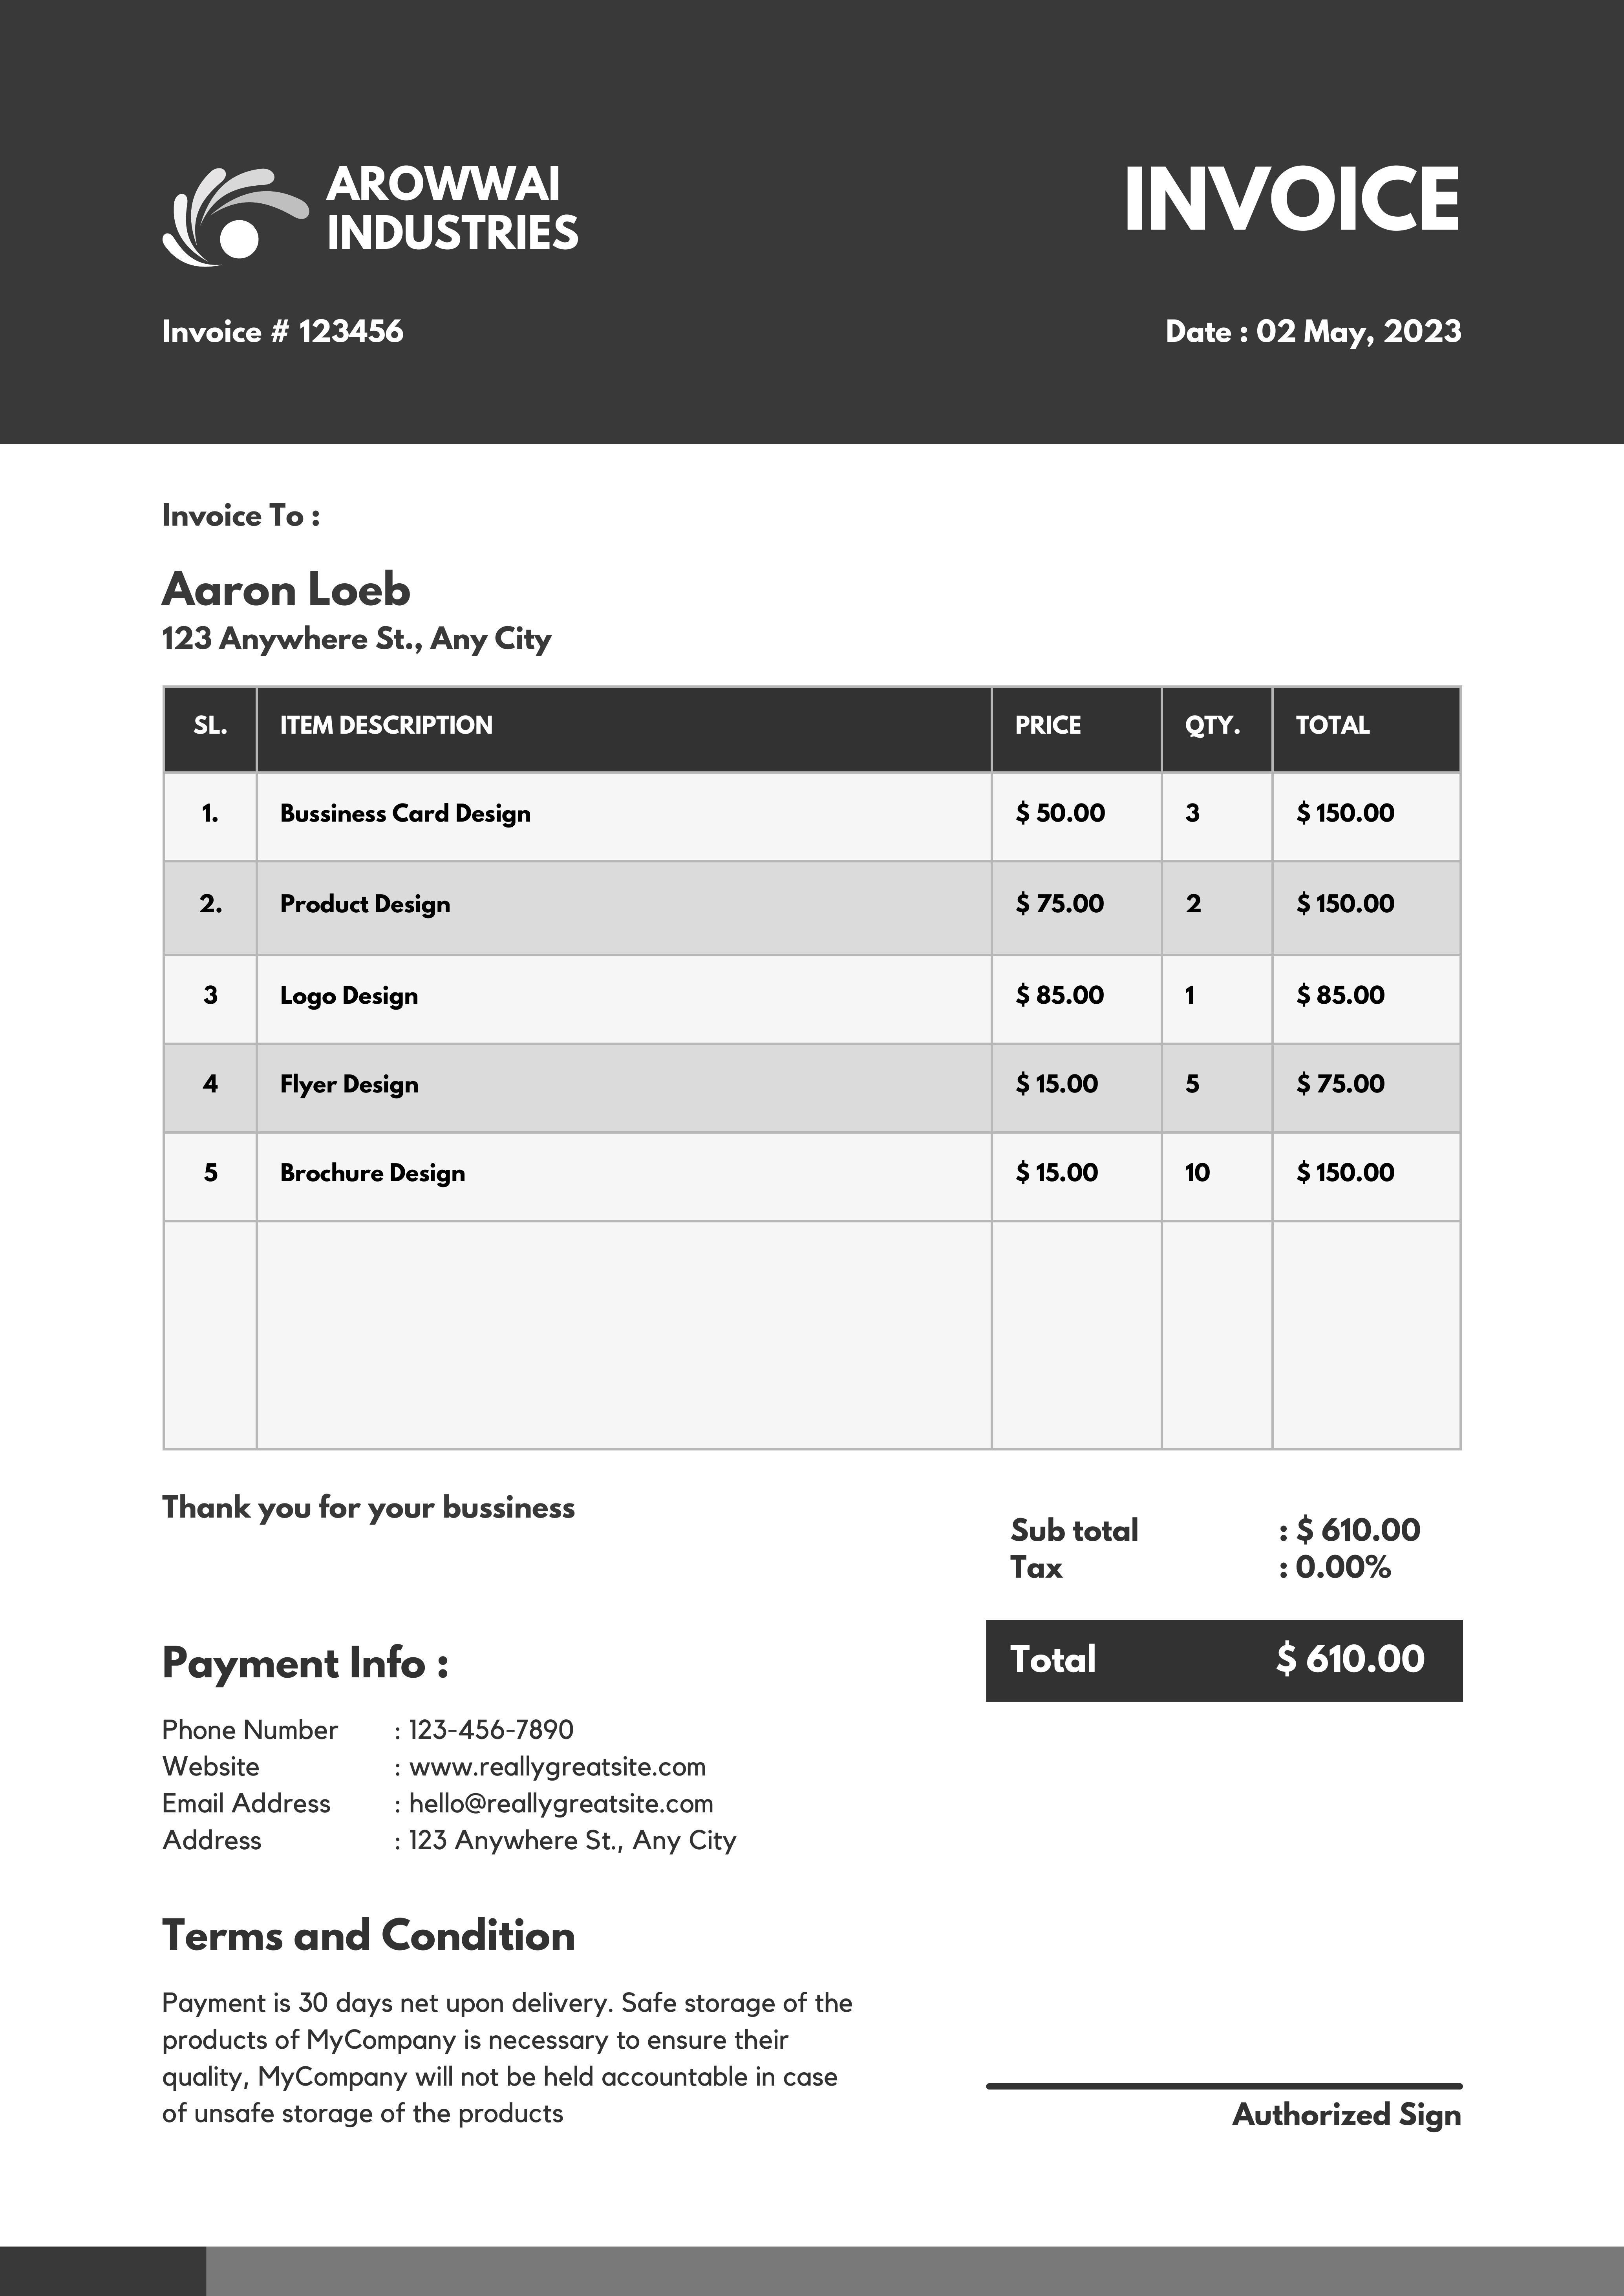 AROWWAI
INDUSTRIES
INVOICE
Invoice # 123456
Date : 02 May, 2023
Invoice To :
Aaron Loeb
123 Anywhere St., Any City
SL. ITEM DESCRIPTION PRICE QTY. TOTAL
1. Bussiness Card Design $ 50.00 3 $ 150.00
2. Product Design $ 75.00 2 $ 150.00
3 Logo Design $ 85.00 1 $ 85.00
4 Flyer Design $ 15.00 5 $ 75.00
5 Brochure Design $ 15.00 10 $ 150.00
Thank you for your bussiness
Sub total : $ 610.00
Tax : 0.00%
Total $ 610.00
Payment Info :
Phone Number : 123-456-7890
Website : www.reallygreatsite.com
Email Address : hello@reallygreatsite.com
Address : 123 Anywhere St., Any City
Terms and Condition
Payment is 30 days net upon delivery. Safe storage of the
products of MyCompany is necessary to ensure their
quality, MyCompany will not be held accountable in case
of unsafe storage of the products
Authorized Sign